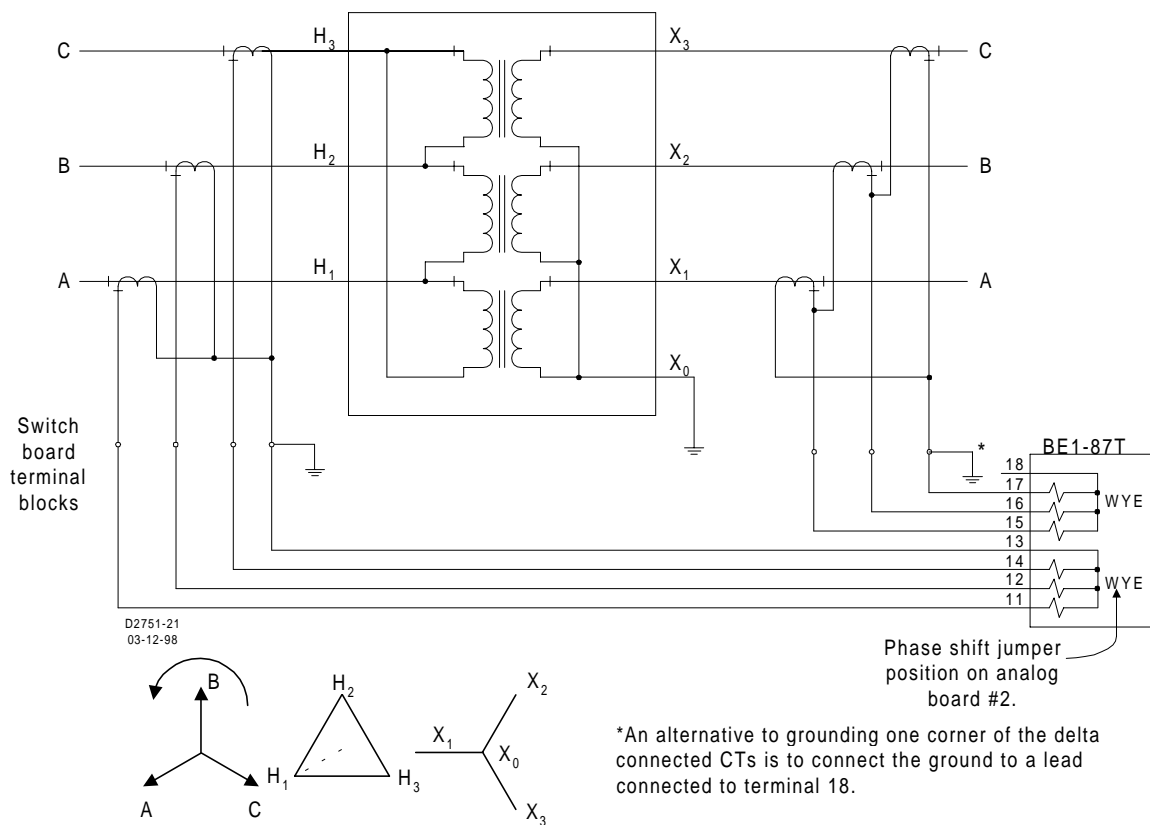 C
H3
X3
C
B
H2
X2
B
A
H1
X1
A
X0
Switch
board
terminal
blocks
*
BE1-87T
18
17
16
15
13
14
12
11
WYE
WYE
D2751-21
03-12-98
Phase shift jumper
position on analog
board #2.
B
A
C
H2
H1
H3
X2
X1
X0
X3
*An alternative to grounding one corner of the delta
connected CTs is to connect the ground to a lead
connected to terminal 18.